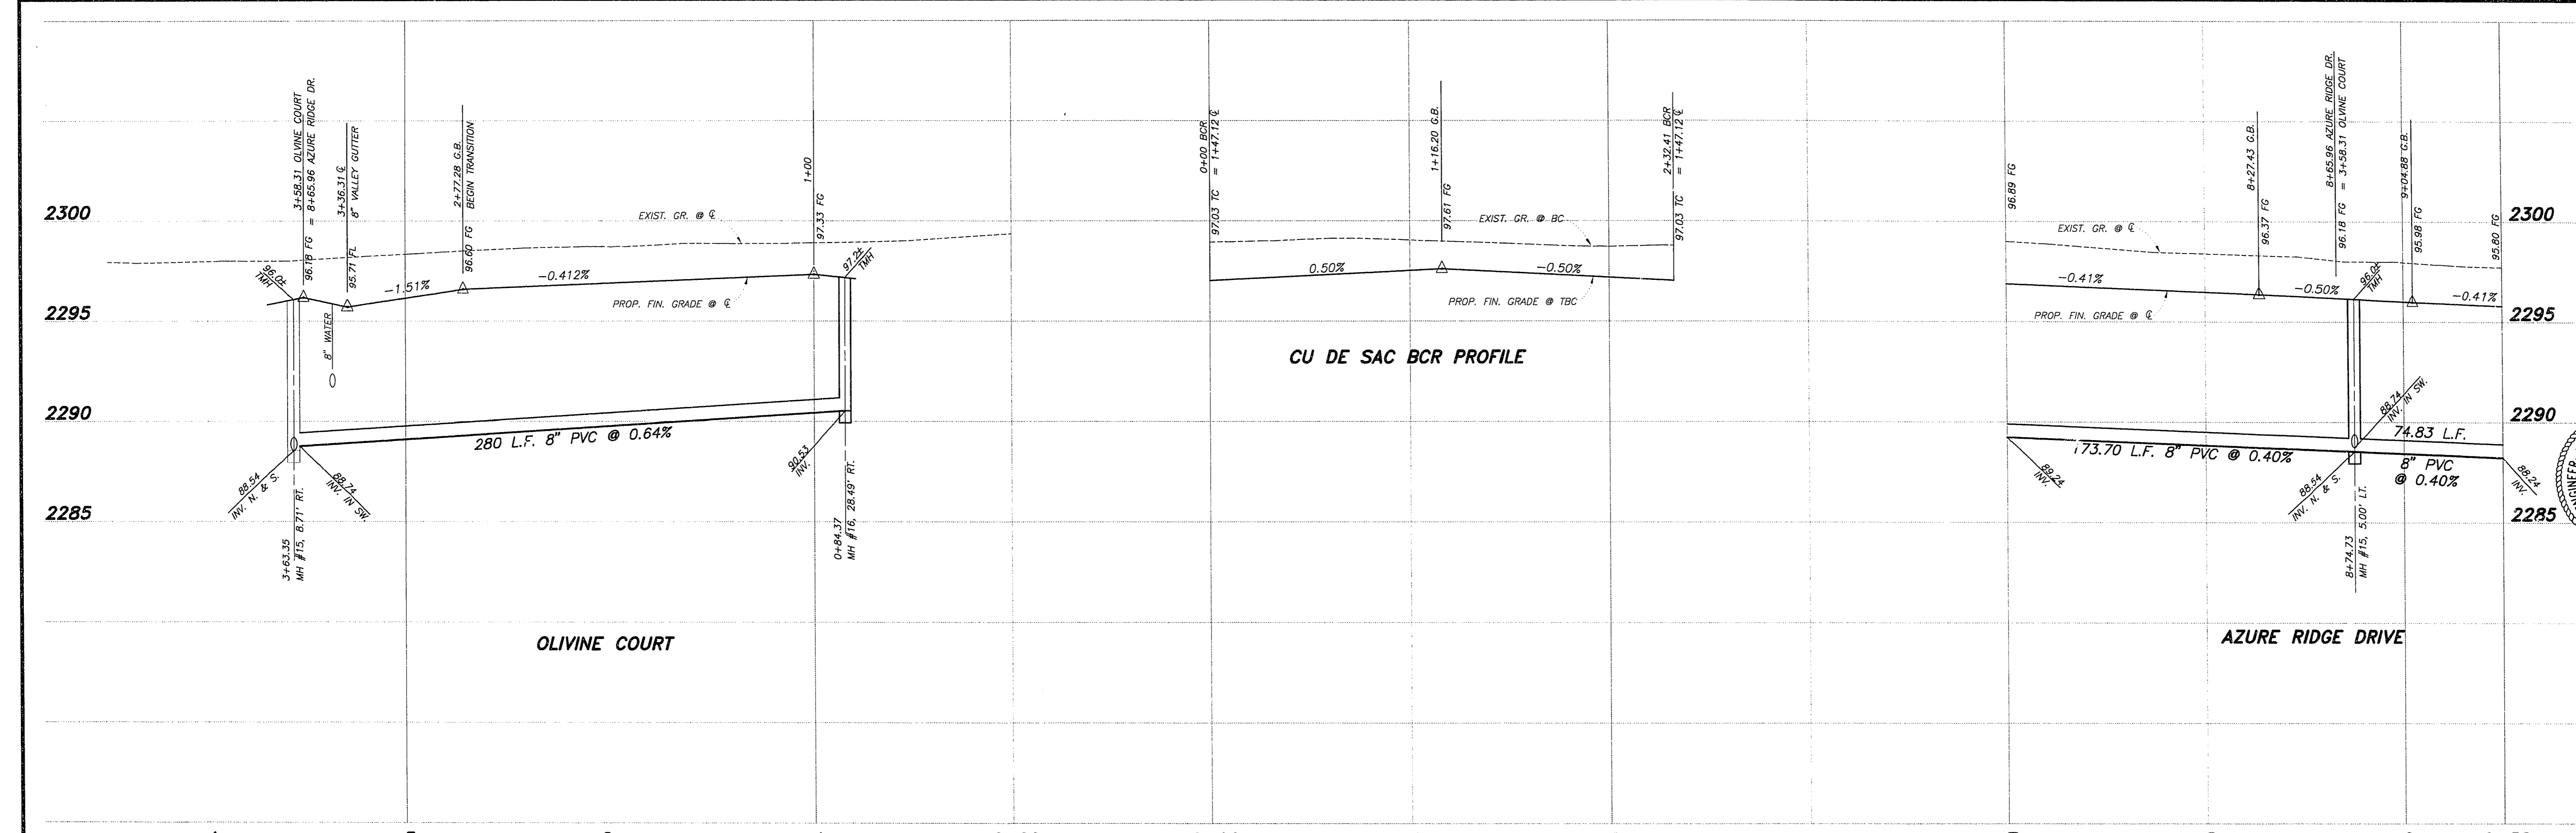 3+58.31 OLVINE COURT
96.18 FG = 8+65.96 AZURE RIDGE DR.
3+36.31 ℄
95.71 FL 8" VALLEY GUTTER
2+77.28 G.B.
96.60 FG BEGIN TRANSITION
1+00
97.33 FG
2300
2295
2290
2285
EXIST. GR. @ ℄
96.0±
TMH
-1.51%
-0.412%
PROP. FIN. GRADE @ ℄
97.2±
TMH
8" WATER
280 L.F. 8" PVC @ 0.64%
88.54
INV. N. & S.
88.74
INV. IN SW.
90.53
INV.
3+63.35
MH #15, 8.71' RT.
0+84.37
MH #16, 28.49' RT.
OLIVINE COURT
0+00 BCR
97.03 TC = 1+47.12 ℄
1+16.20 G.B.
97.61 FG
2+32.41 BCR
97.03 TC = 1+47.12 ℄
EXIST. GR. @ BC
0.50%
-0.50%
PROP. FIN. GRADE @ TBC
CU DE SAC BCR PROFILE
96.89 FG
8+27.43 G.B.
96.37 FG
8+65.96 AZURE RIDGE DR.
96.18 FG = 3+58.31 OLVINE COURT
9+04.88 G.B.
95.98 FG
95.80 FG
EXIST. GR. @ ℄
-0.41%
-0.50%
96.0±
TMH
-0.41%
PROP. FIN. GRADE @ ℄
88.74
INV. IN SW.
173.70 L.F. 8" PVC @ 0.40%
74.83 L.F.
8" PVC
@ 0.40%
89.24
INV.
88.54
INV. N. & S.
88.24
INV.
8+74.73
MH #15, 5.00' LT.
2300
2295
2290
2285
AZURE RIDGE DRIVE